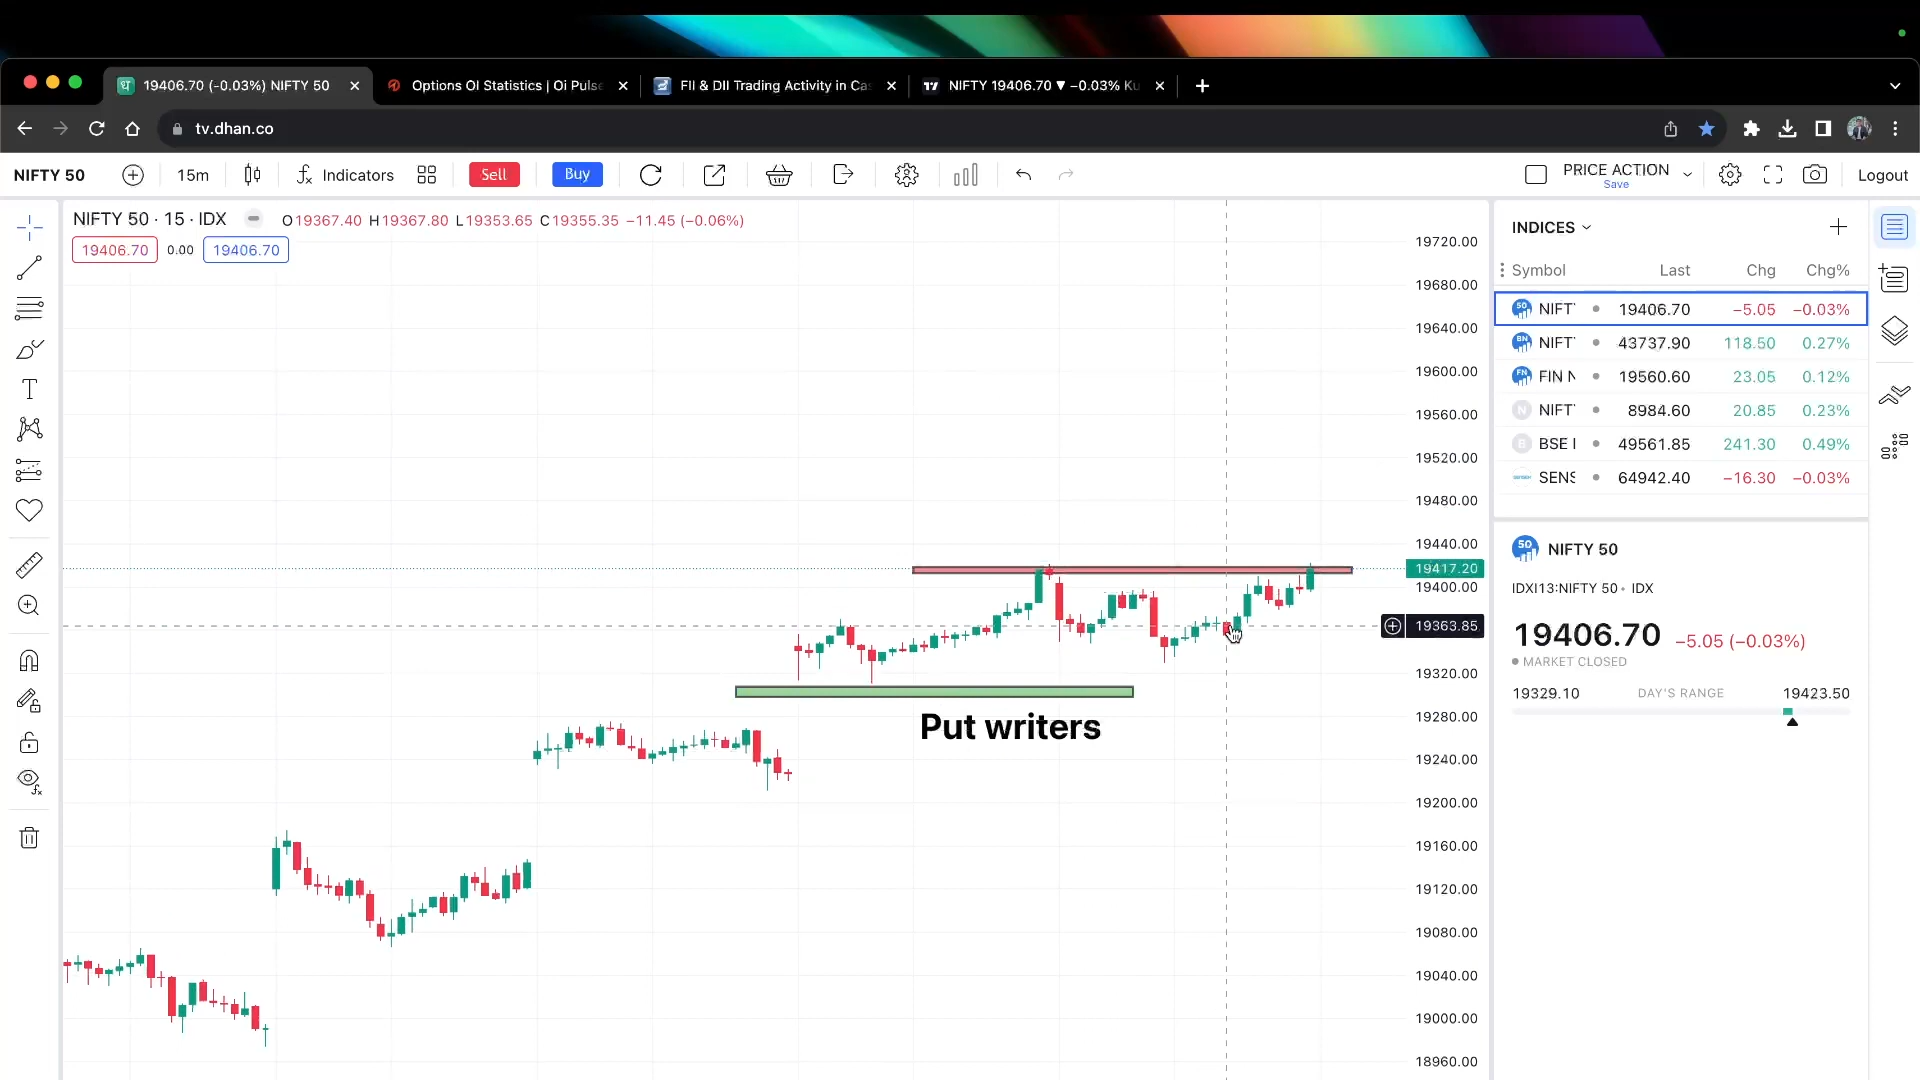 19406.70 (-0.03%) NIFTY 50
Options OI Statistics | Oi Pulse
FII & DII Trading Activity in Cas
NIFTY 19406.70 ▼ −0.03% Ku
tv.dhan.co
NIFTY 50
15m
Indicators
Sell
Buy
PRICE ACTION
Save
Logout
NIFTY 50 · 15 · IDX
O19367.40 H19367.80 L19353.65 C19355.35 −11.45 (−0.06%)
19406.70 0.00 19406.70
19720.00
19680.00
19640.00
19600.00
19560.00
19520.00
19480.00
19440.00
19417.20
19400.00
19363.85
19320.00
19280.00
19240.00
19200.00
19160.00
19120.00
19080.00
19040.00
19000.00
18960.00
Put writers
INDICES
Symbol Last Chg Chg%
50 NIFT 19406.70 −5.05 −0.03%
BN NIFT 43737.90 118.50 0.27%
FN FIN N 19560.60 23.05 0.12%
N NIFT 8984.60 20.85 0.23%
B BSE I 49561.85 241.30 0.49%
SENS 64942.40 −16.30 −0.03%
50 NIFTY 50
IDXI13:NIFTY 50 • IDX
19406.70 −5.05 (−0.03%)
MARKET CLOSED
19329.10 DAY'S RANGE 19423.50